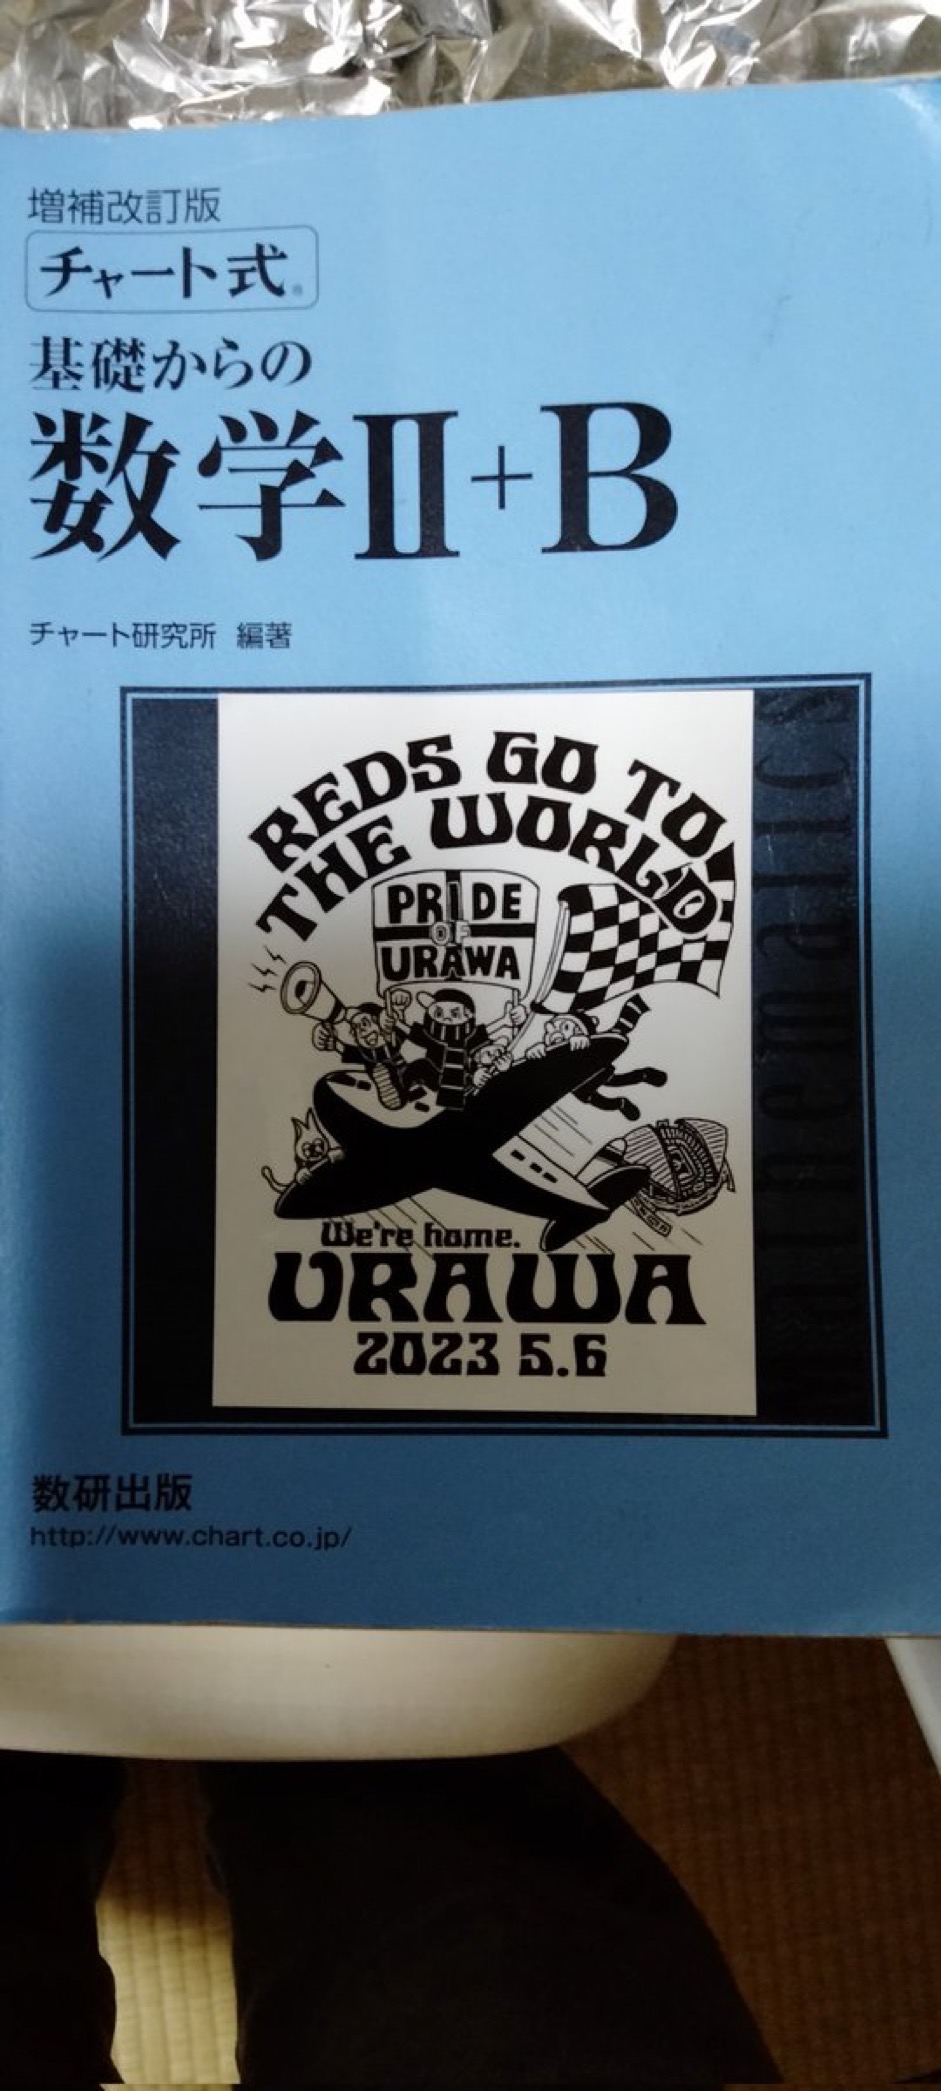 増補改訂版
チャート式®
基礎からの
数学Ⅱ+B
チャート研究所 編著
REDS GO TO
THE WORLD
PRIDE
OF
URAWA
We're home.
URAWA
2023 5.6
数研出版
http://www.chart.co.jp/